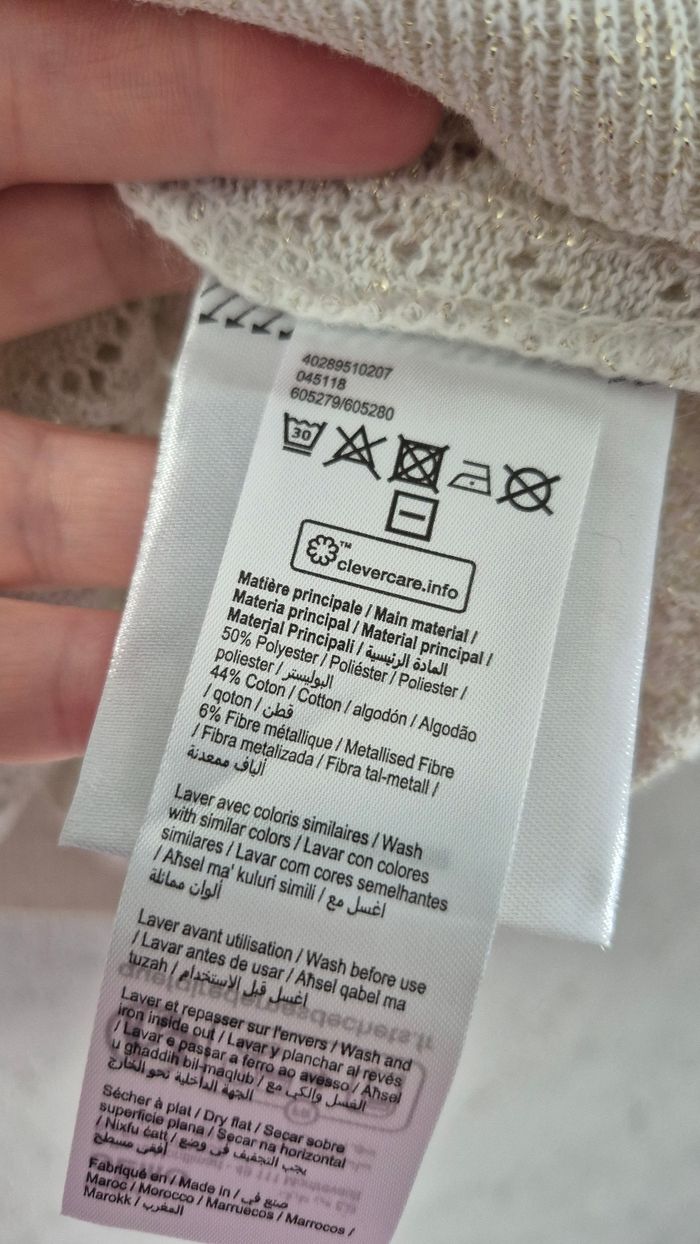 40289510207
045118
605279/605280
30
™
clevercare.info
Matière principale / Main material /
Materia principal / Material principal /
Materjal Prinċipali / المادة الرئيسية
50% Polyester / Poliéster / Poliester /
poliester / البوليستر
44% Coton / Cotton / algodón / Algodão
/ qoton / قطن
6% Fibre métallique / Metallised Fibre
/ Fibra metalizada / Fibra tal-metall /
ألياف ممعدنة
Laver avec coloris similaires / Wash
with similar colors / Lavar con colores
similares / Lavar com cores semelhantes
/ Aħsel ma' kuluri simili / اغسل مع
ألوان مماثلة
Laver avant utilisation / Wash before use
/ Lavar antes de usar / Aħsel qabel ma
tuzah / اغسل قبل الاستخدام
Laver et repasser sur l'envers / Wash and
iron inside out / Lavar y planchar al revés
/ Lavar e passar a ferro ao avesso / Aħsel
u għaddih bil-maqlub / الغسل والكي مع
الجهة الداخلية نحو الخارج
Sécher à plat / Dry flat / Secar sobre
superficie plana / Secar na horizontal
/ Nixfu ċatt / يجب التجفيف في وضع
أفقي مسطح
Fabriqué en / Made in / صنع في
Maroc / Morocco / Marruecos / Marrocos /
Marokk / المغرب